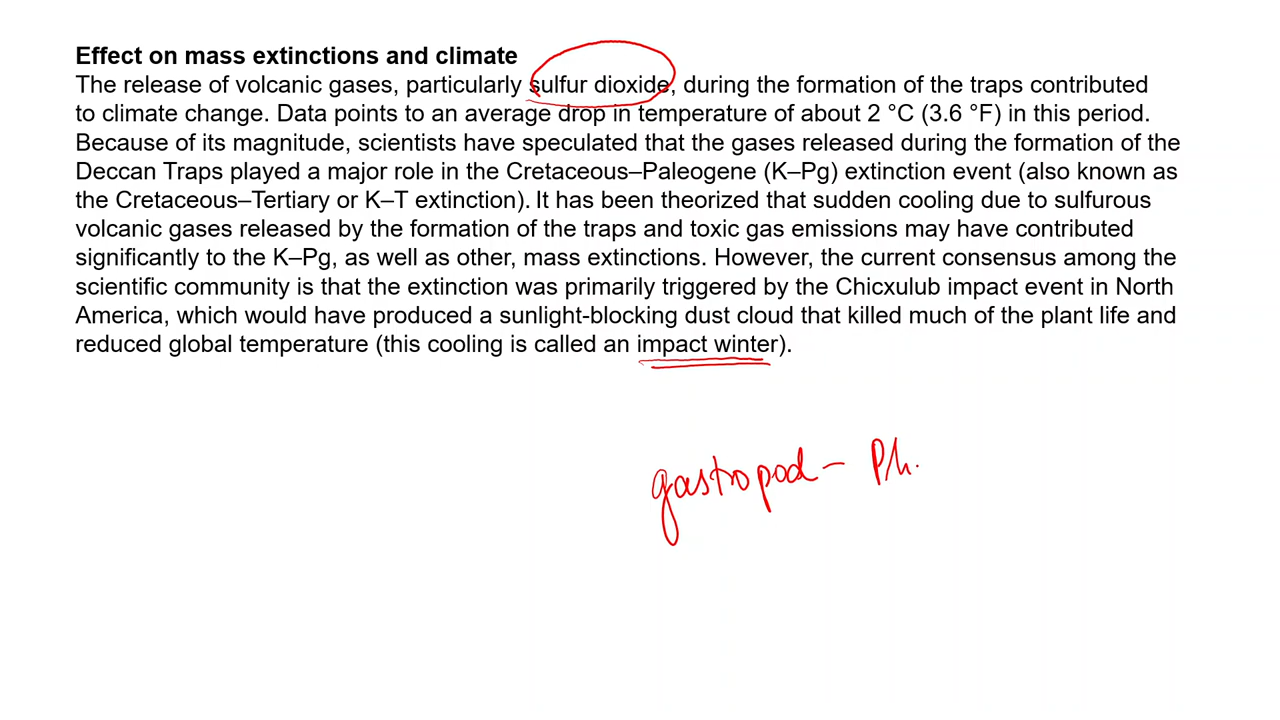 Effect on mass extinctions and climate
The release of volcanic gases, particularly sulfur dioxide, during the formation of the traps contributed
to climate change. Data points to an average drop in temperature of about 2 °C (3.6 °F) in this period.
Because of its magnitude, scientists have speculated that the gases released during the formation of the
Deccan Traps played a major role in the Cretaceous–Paleogene (K–Pg) extinction event (also known as
the Cretaceous–Tertiary or K–T extinction). It has been theorized that sudden cooling due to sulfurous
volcanic gases released by the formation of the traps and toxic gas emissions may have contributed
significantly to the K–Pg, as well as other, mass extinctions. However, the current consensus among the
scientific community is that the extinction was primarily triggered by the Chicxulub impact event in North
America, which would have produced a sunlight-blocking dust cloud that killed much of the plant life and
reduced global temperature (this cooling is called an impact winter).
gastropod – Ph.